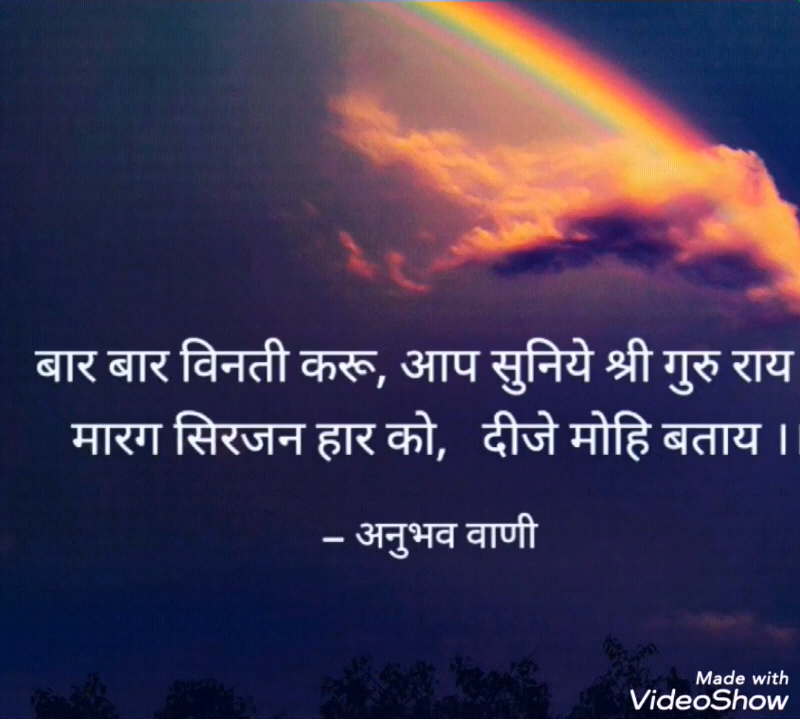 बार बार विनती करू, आप सुनिये श्री गुरु राय
मारग सिरजन हार को, दीजे मोहि बताय ।।
– अनुभव वाणी
Made with
VideoShow